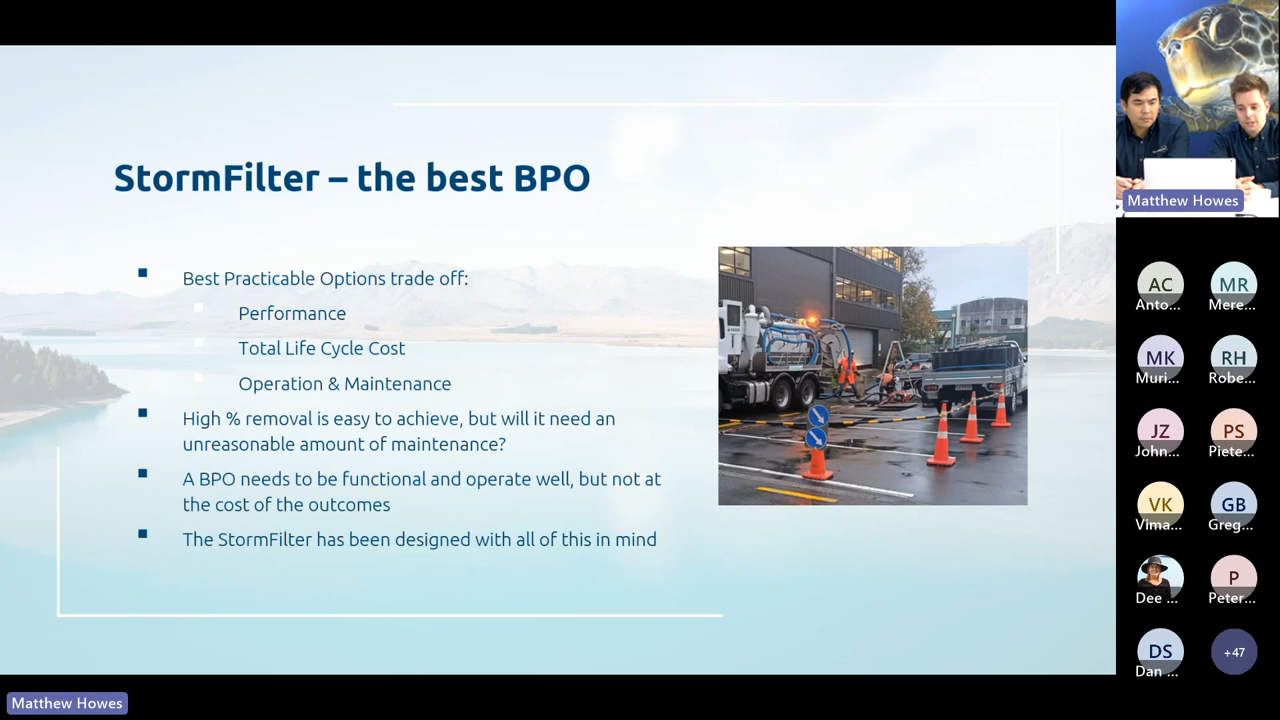 StormFilter – the best BPO
Best Practicable Options trade off:
Performance
Total Life Cycle Cost
Operation & Maintenance
High % removal is easy to achieve, but will it need an
unreasonable amount of maintenance?
A BPO needs to be functional and operate well, but not at
the cost of the outcomes
The StormFilter has been designed with all of this in mind
Matthew Howes
AC
Anto...
MR
Mere...
MK
Muri...
RH
Robe...
JZ
John...
PS
Piete...
VK
Vima...
GB
Greg...
Dee ...
P
Peter...
DS
Dan ...
+47
Matthew Howes